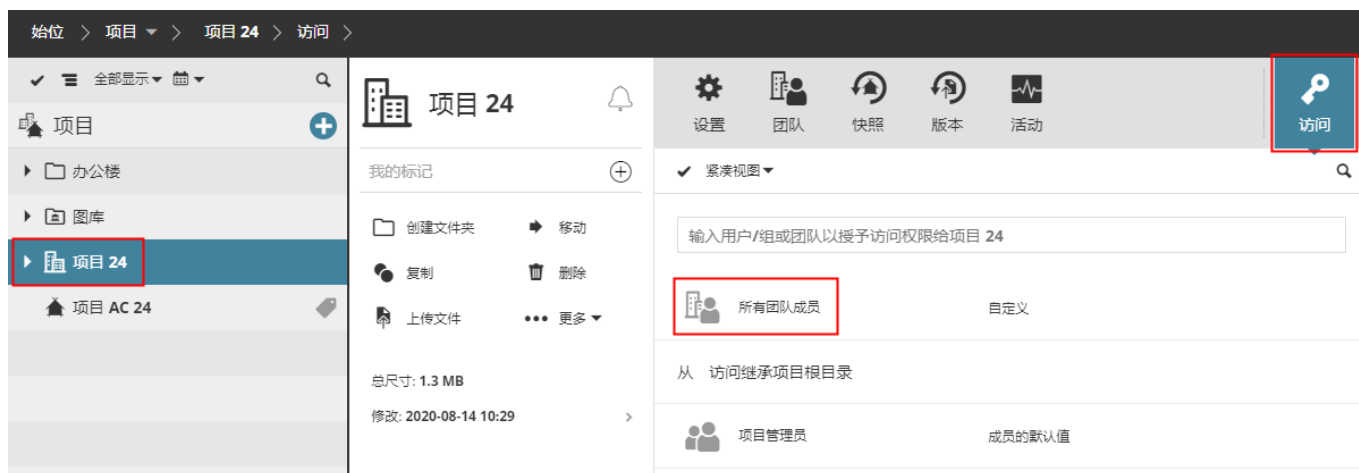 始位 > 项目 > 项目 24 > 访问 >
全部显示
项目
办公楼
图库
项目 24
项目 AC 24
项目 24
我的标记
创建文件夹
移动
复制
删除
上传文件
更多
总尺寸: 1.3 MB
修改: 2020-08-14 10:29
设置
团队
快照
版本
活动
访问
紧凑视图
输入用户/组或团队以授予访问权限给项目 24
所有团队成员
自定义
从 访问继承项目根目录
项目管理员
成员的默认值